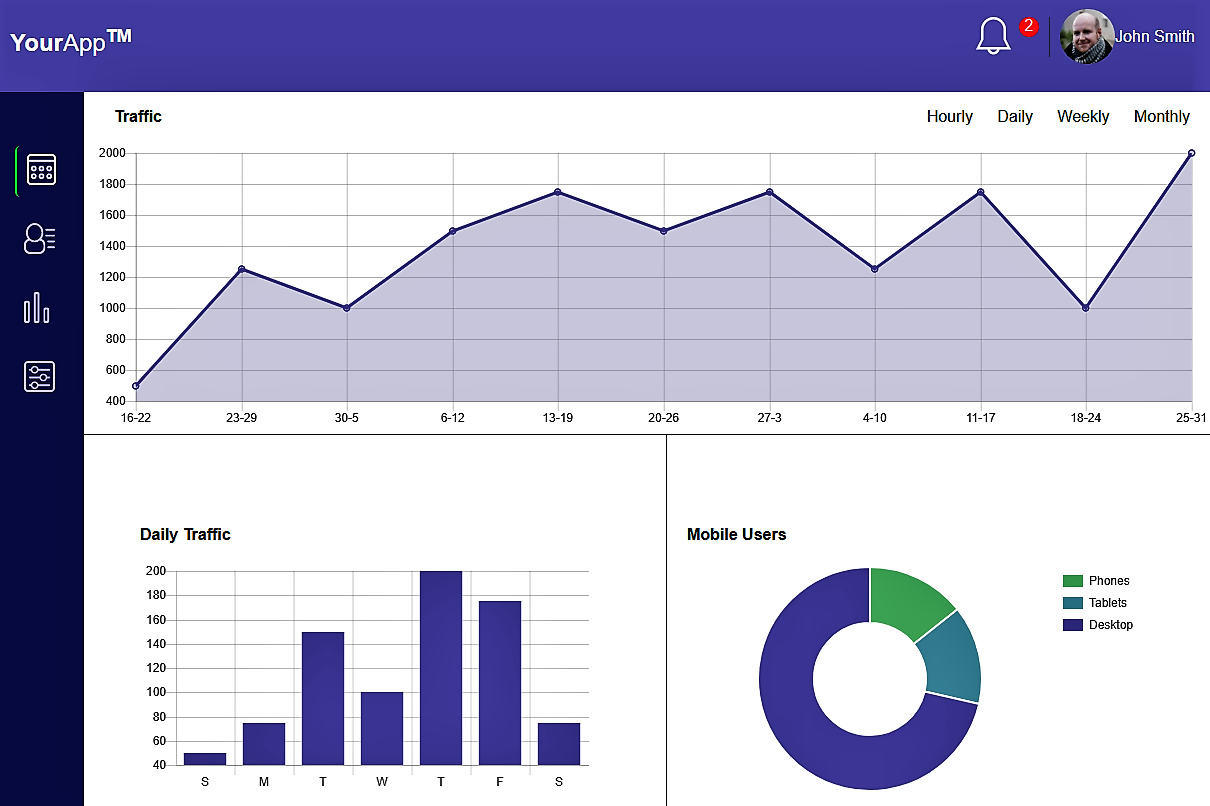 YourApp™
2
John Smith
Traffic
Hourly Daily Weekly Monthly
2000
1800
1600
1400
1200
1000
800
600
400
16-22 23-29 30-5 6-12 13-19 20-26 27-3 4-10 11-17 18-24 25-31
Daily Traffic
200
180
160
140
120
100
80
60
40
S M T W T F S
Mobile Users
Phones
Tablets
Desktop